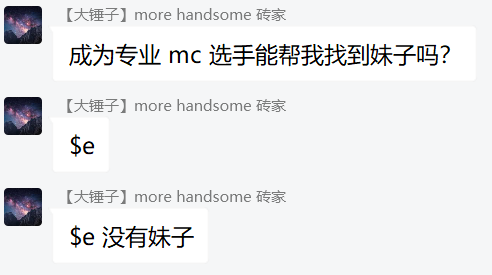 【大锤子】more handsome 砖家
成为专业 mc 选手能帮我找到妹子吗？
【大锤子】more handsome 砖家
$e
【大锤子】more handsome 砖家
$e 没有妹子